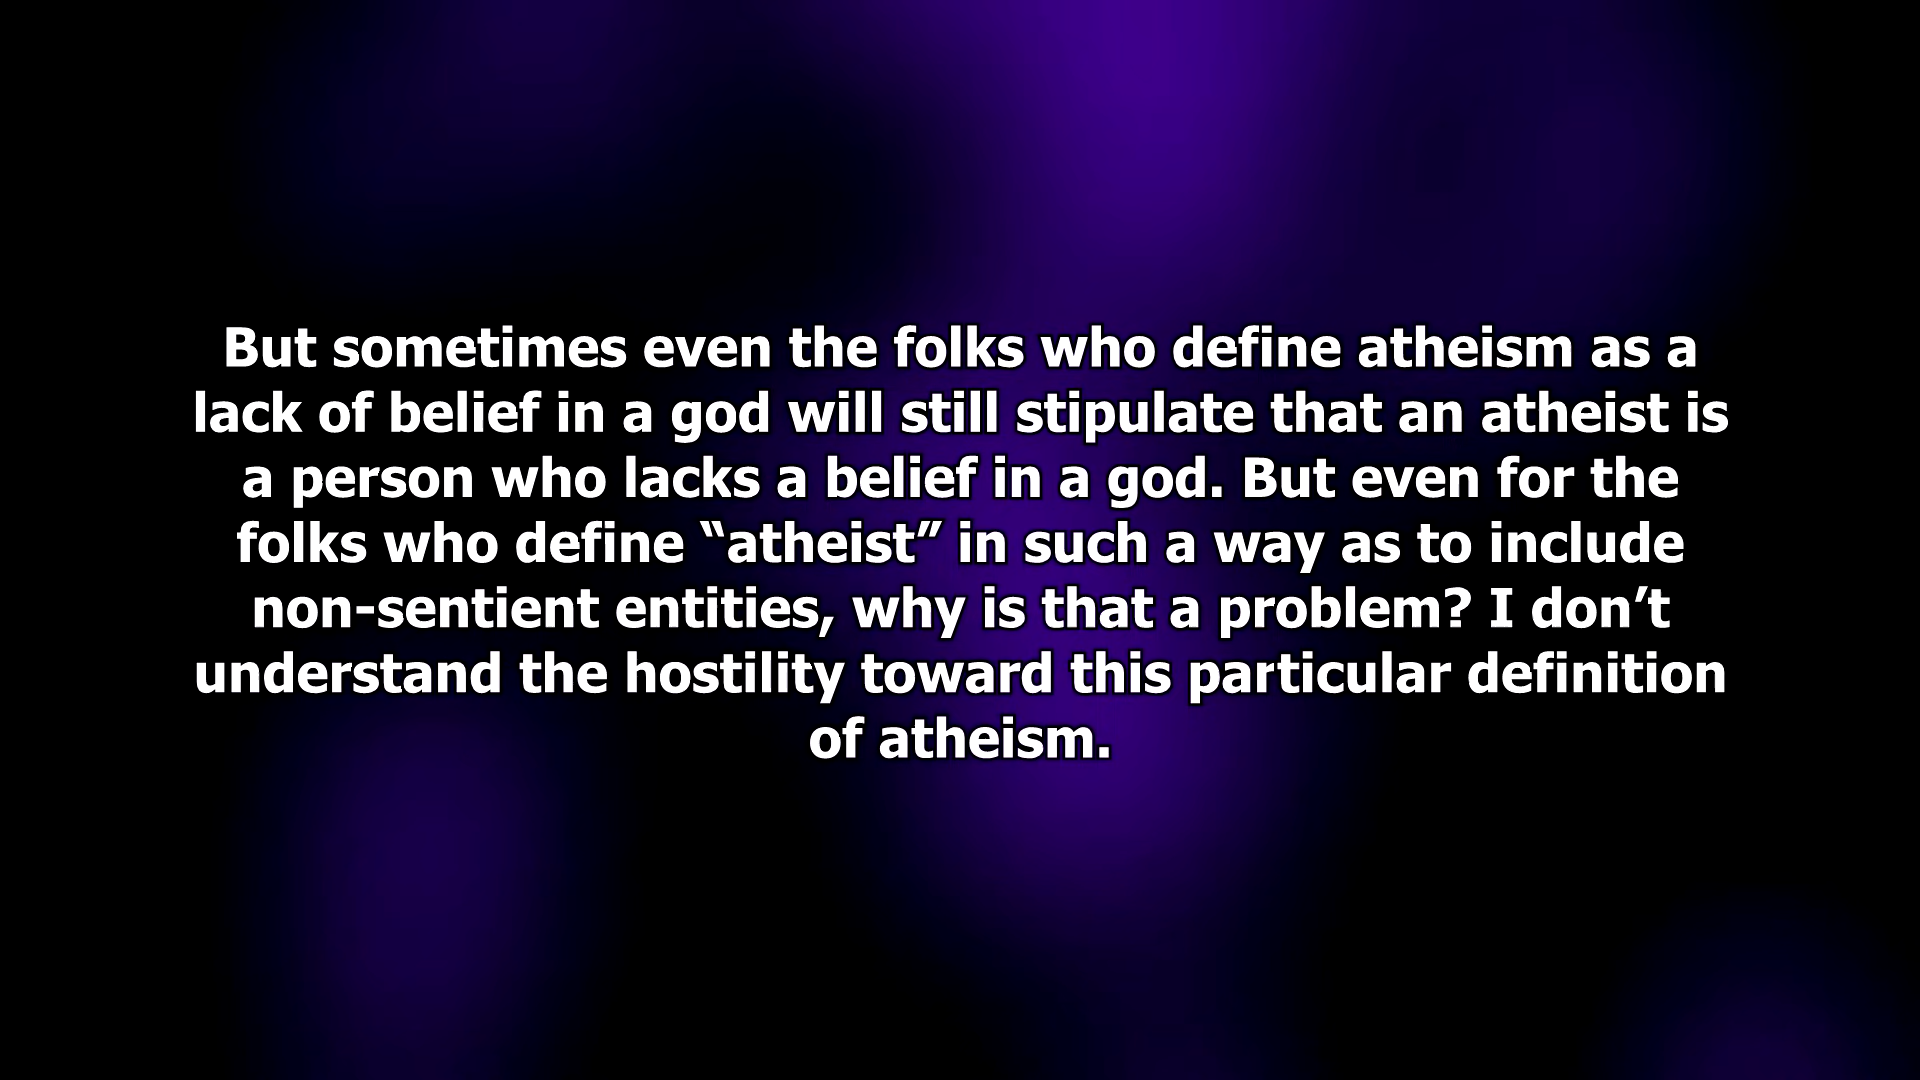 But sometimes even the folks who define atheism as a
lack of belief in a god will still stipulate that an atheist is
a person who lacks a belief in a god. But even for the
folks who define “atheist” in such a way as to include
non-sentient entities, why is that a problem? I don’t
understand the hostility toward this particular definition
of atheism.